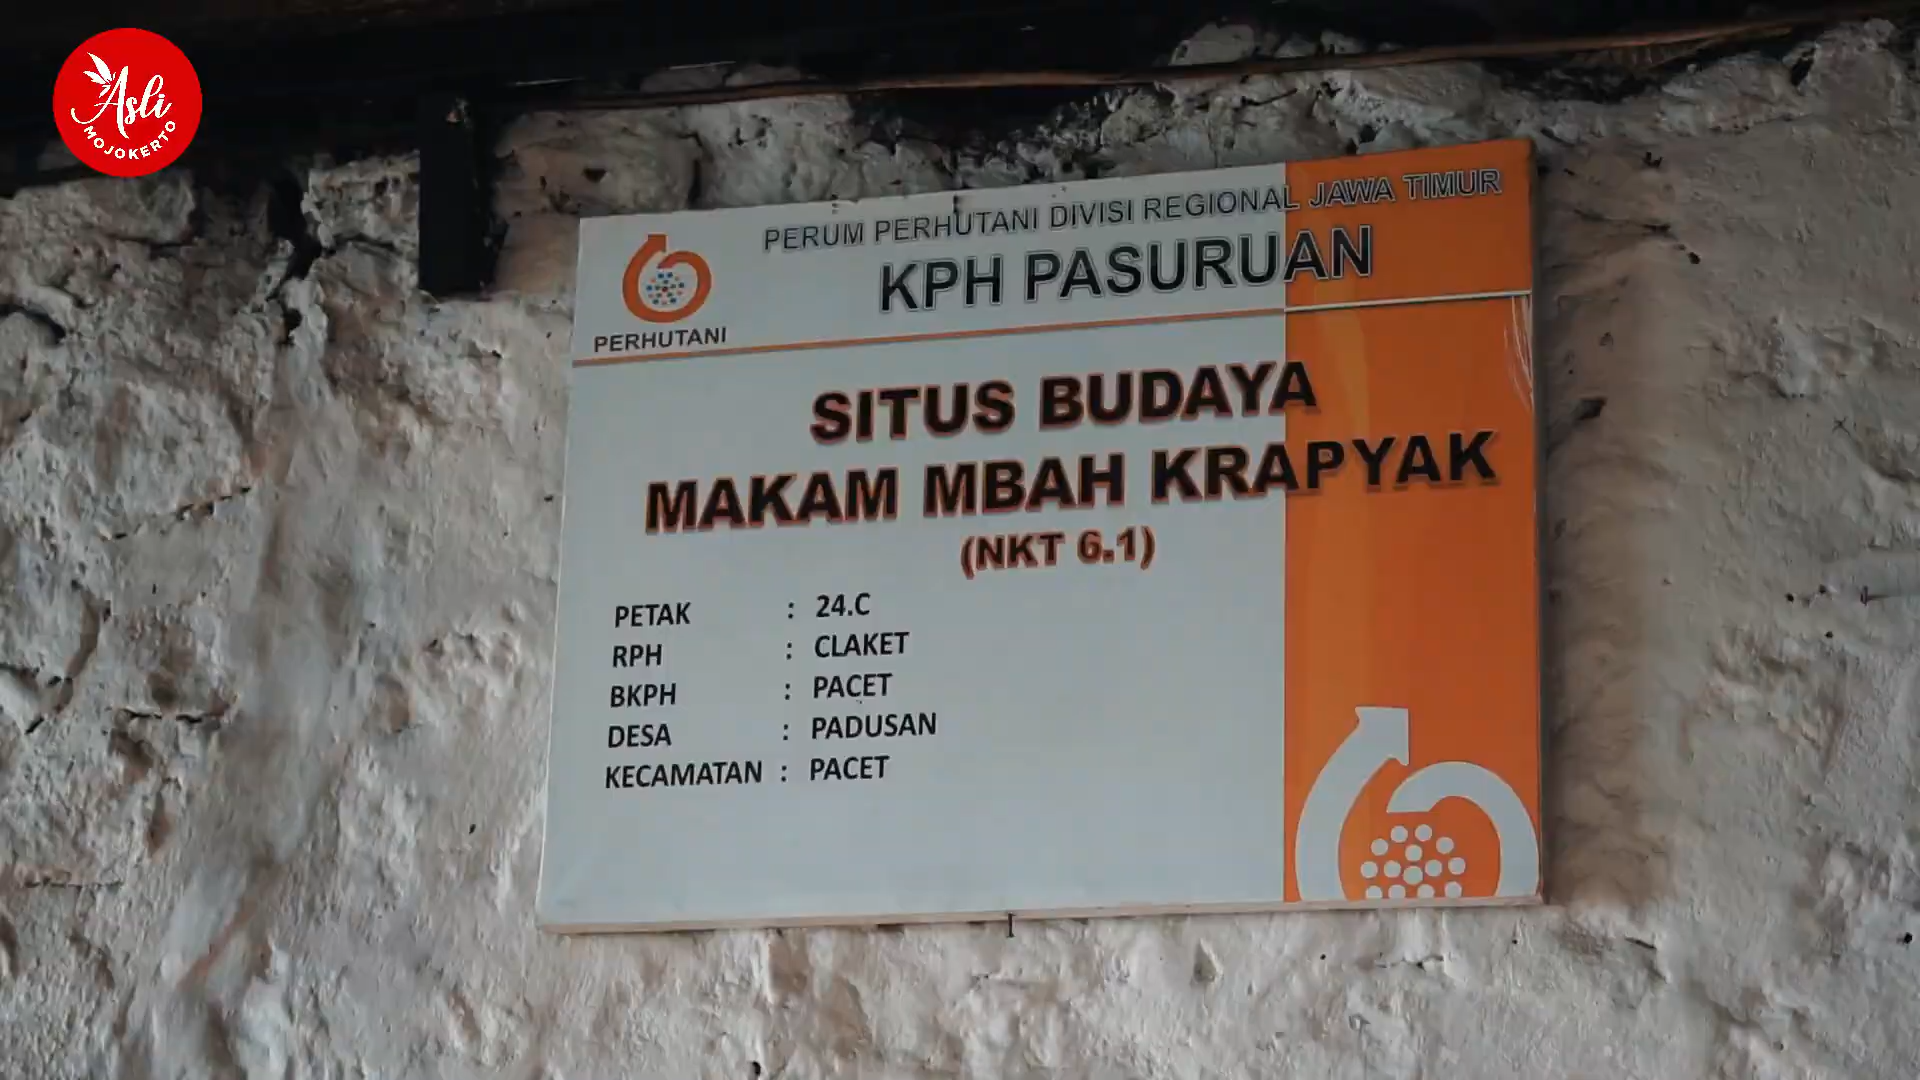 Asli
MOJOKERTO
PERUM PERHUTANI DIVISI REGIONAL JAWA TIMUR
KPH PASURUAN
PERHUTANI
SITUS BUDAYA
MAKAM MBAH KRAPYAK
(NKT 6.1)
PETAK : 24.C
RPH : CLAKET
BKPH : PACET
DESA : PADUSAN
KECAMATAN : PACET